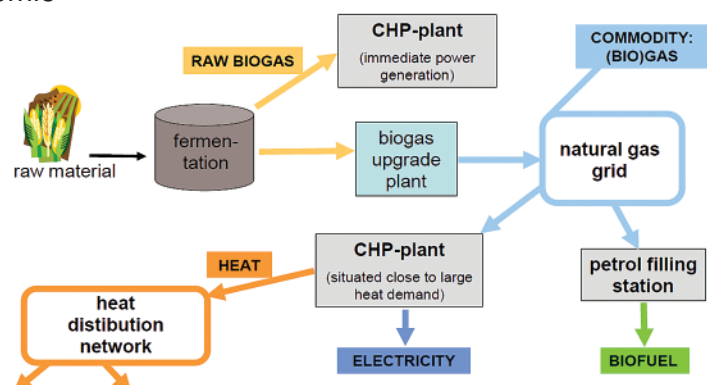 CHP-plant
(immediate power
generation)
COMMODITY:
(BIO)GAS
RAW BIOGAS
fermen-
tation
raw material
biogas
upgrade
plant
natural gas
grid
CHP-plant
(situated close to large
heat demand)
HEAT
petrol filling
station
heat
distibution
network
ELECTRICITY
BIOFUEL